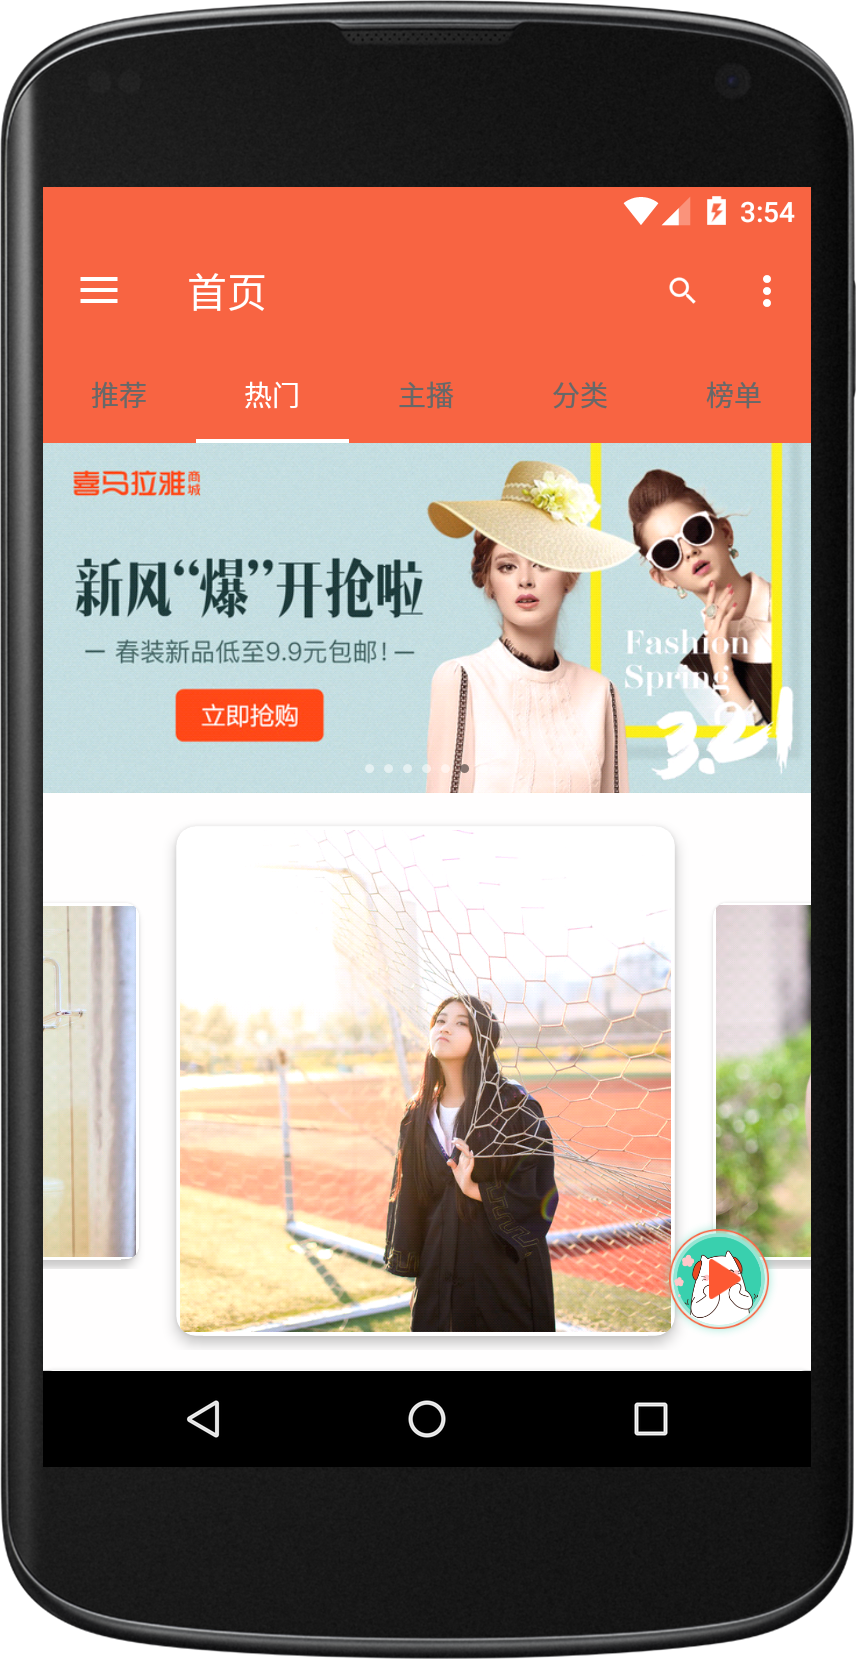 3:54
首页
推荐 热门 主播 分类 榜单
喜马拉雅商城
新风“爆”开抢啦
— 春装新品低至9.9元包邮! —
立即抢购
Fashion
Spring
3.21